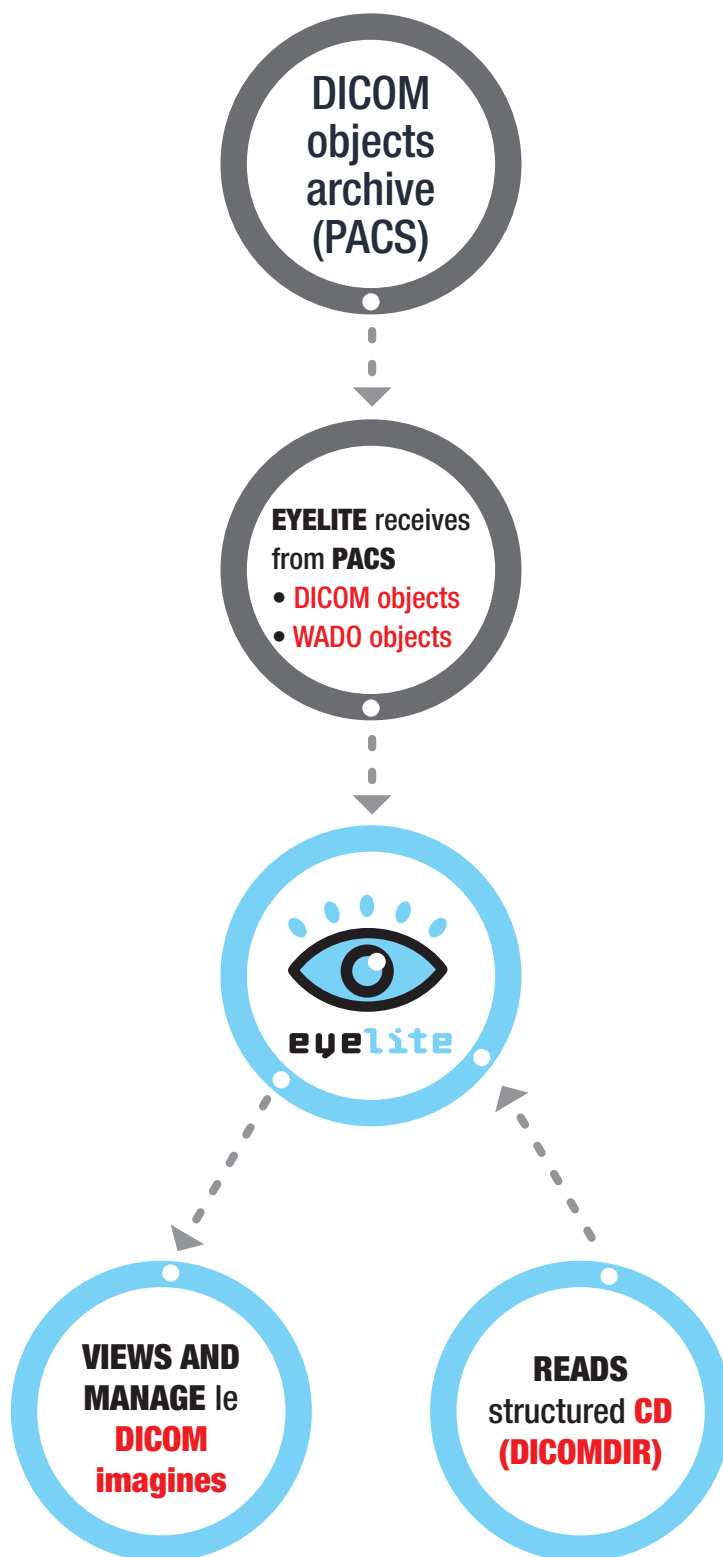 DICOM
objects
archive
(PACS)
EYELITE receives
from PACS
• DICOM objects
• WADO objects
eyelite
VIEWS AND
MANAGE le
DICOM
imagines
READS
structured CD
(DICOMDIR)